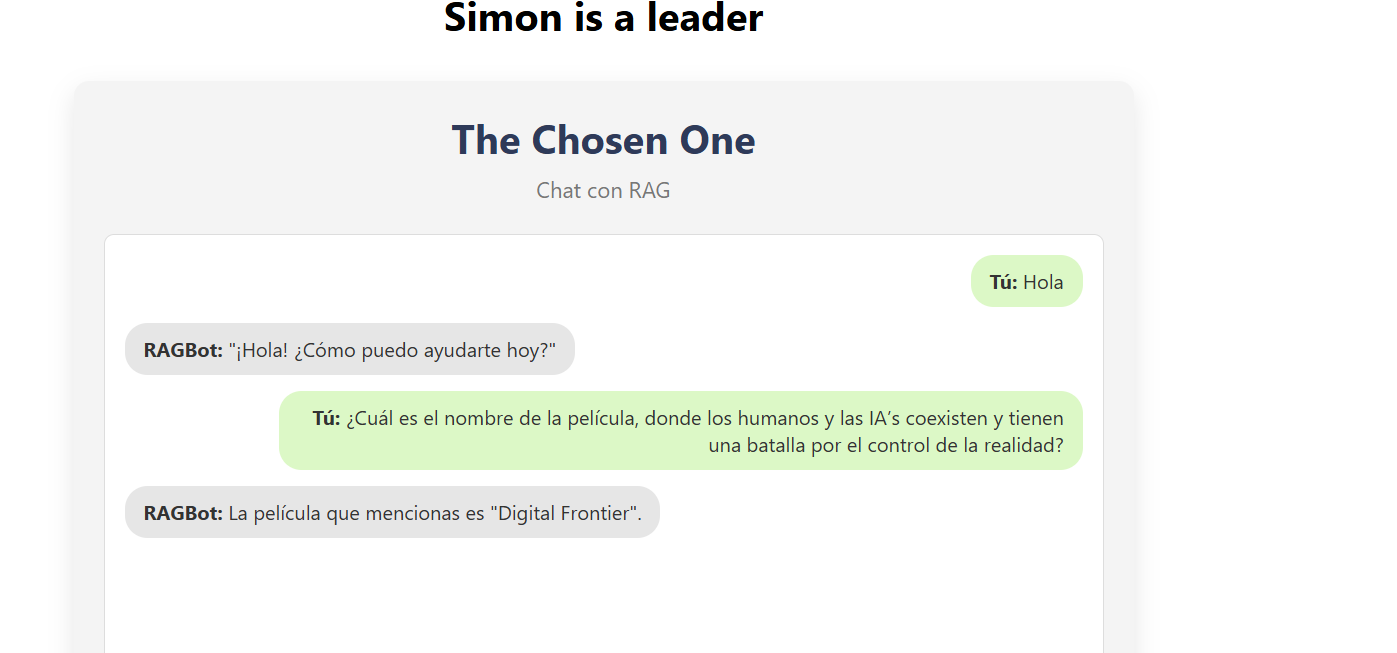 Simon is a leader
The Chosen One
Chat con RAG
Tú: Hola
RAGBot: "¡Hola! ¿Cómo puedo ayudarte hoy?"
Tú: ¿Cuál es el nombre de la película, donde los humanos y las IA’s coexisten y tienen
una batalla por el control de la realidad?
RAGBot: La película que mencionas es "Digital Frontier".